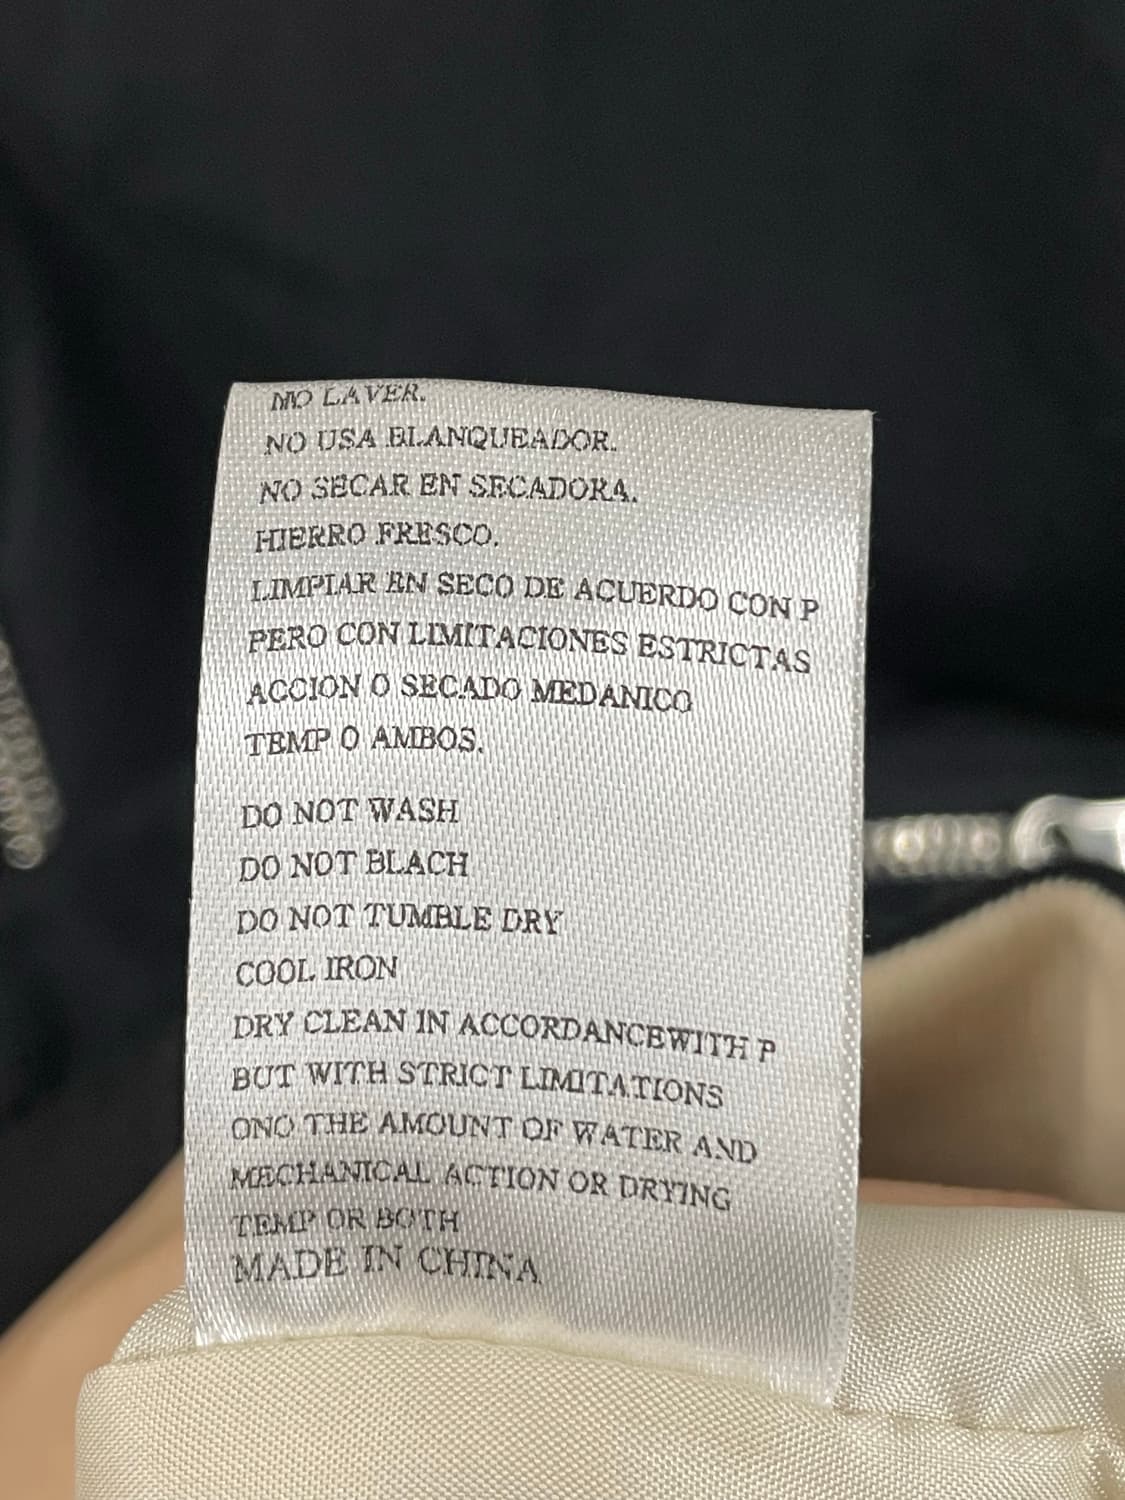 NO LAVER.
NO USA BLANQUEADOR.
NO SECAR EN SECADORA.
HIERRO FRESCO.
LIMPIAR EN SECO DE ACUERDO CON P
PERO CON LIMITACIONES ESTRICTAS
ACCION O SECADO MEDANICO
TEMP O AMBOS.
DO NOT WASH
DO NOT BLACH
DO NOT TUMBLE DRY
COOL IRON
DRY CLEAN IN ACCORDANCEWITH P
BUT WITH STRICT LIMITATIONS
ONO THE AMOUNT OF WATER AND
MECHANICAL ACTION OR DRYING
TEMP OR BOTH
MADE IN CHINA